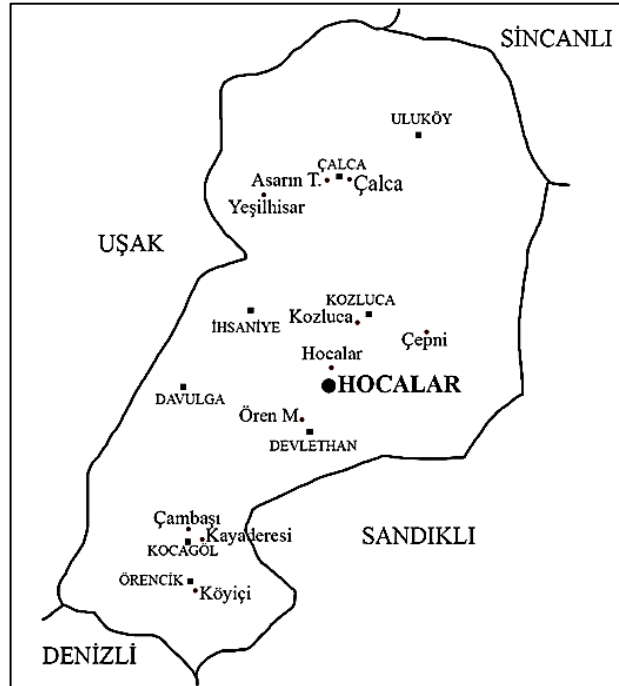 SİNCANLI
ULUKÖY
ÇALCA
Asarın T.
Çalca
Yeşilhisar
UŞAK
İHSANİYE
KOZLUCA
Kozluca
Çepni
Hocalar
HOCALAR
DAVULGA
Ören M.
DEVLETHAN
Çambaşı
Kayaderesi
KOCAGÖL
SANDIKLI
ÖRENCİK
Köyiçi
DENİZLİ